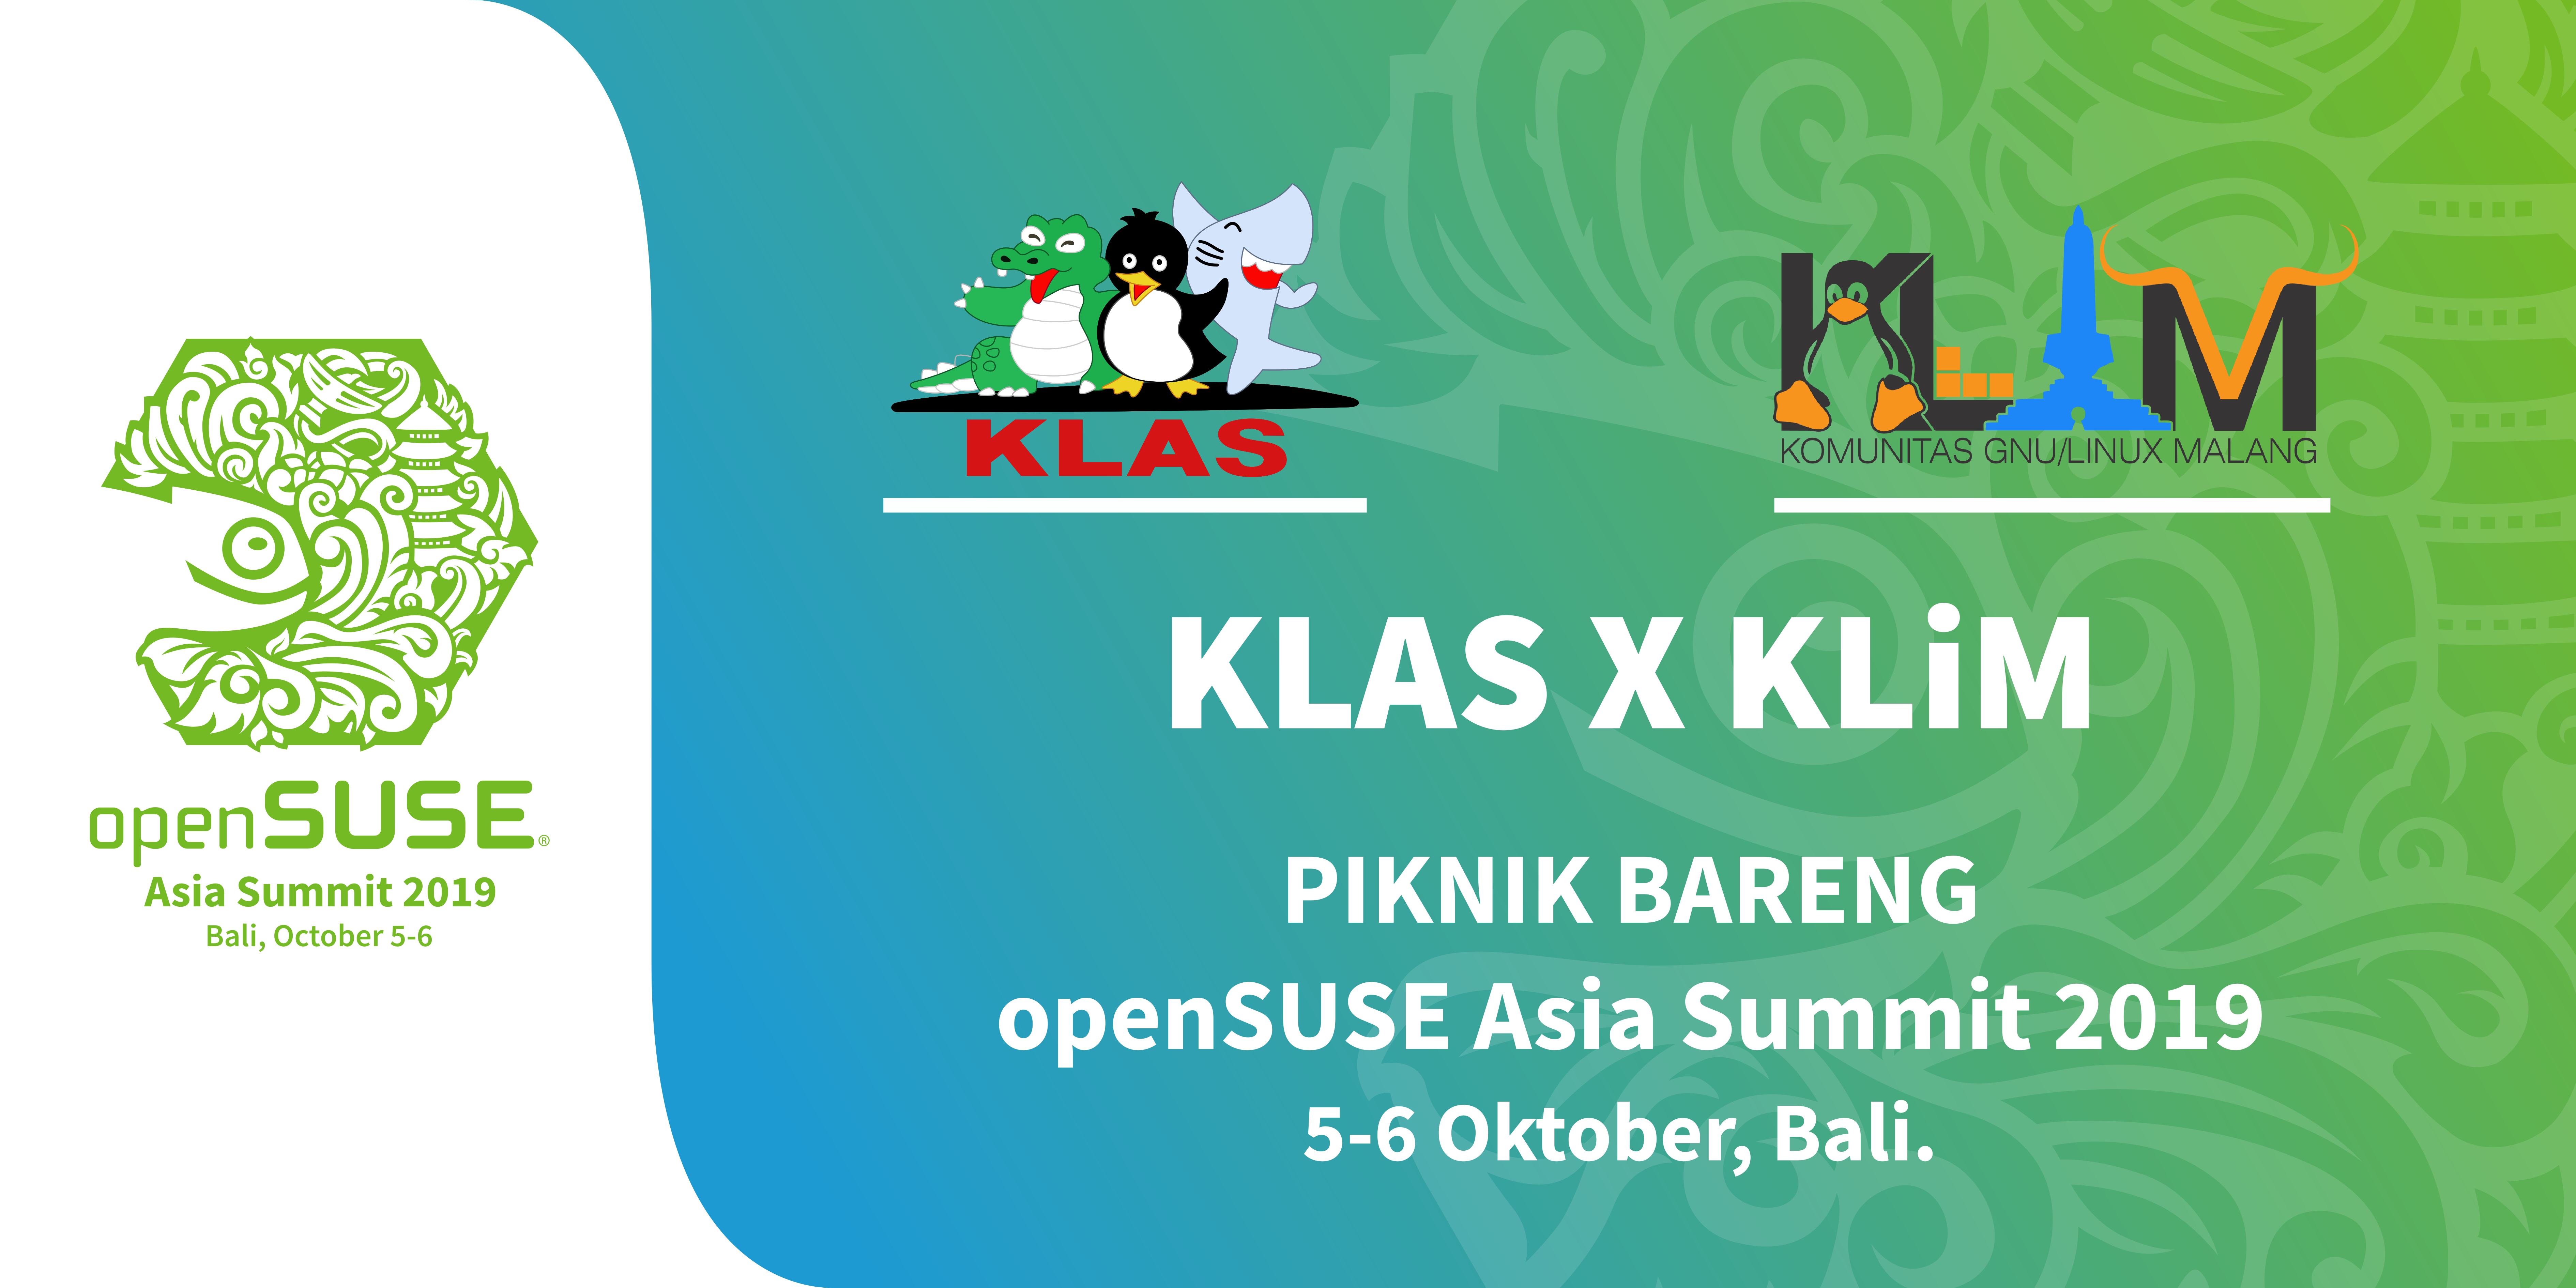 openSUSE®
Asia Summit 2019
Bali, October 5-6
KLAS
KLiM
KOMUNITAS GNU/LINUX MALANG
KLAS X KLiM
PIKNIK BARENG
openSUSE Asia Summit 2019
5-6 Oktober, Bali.